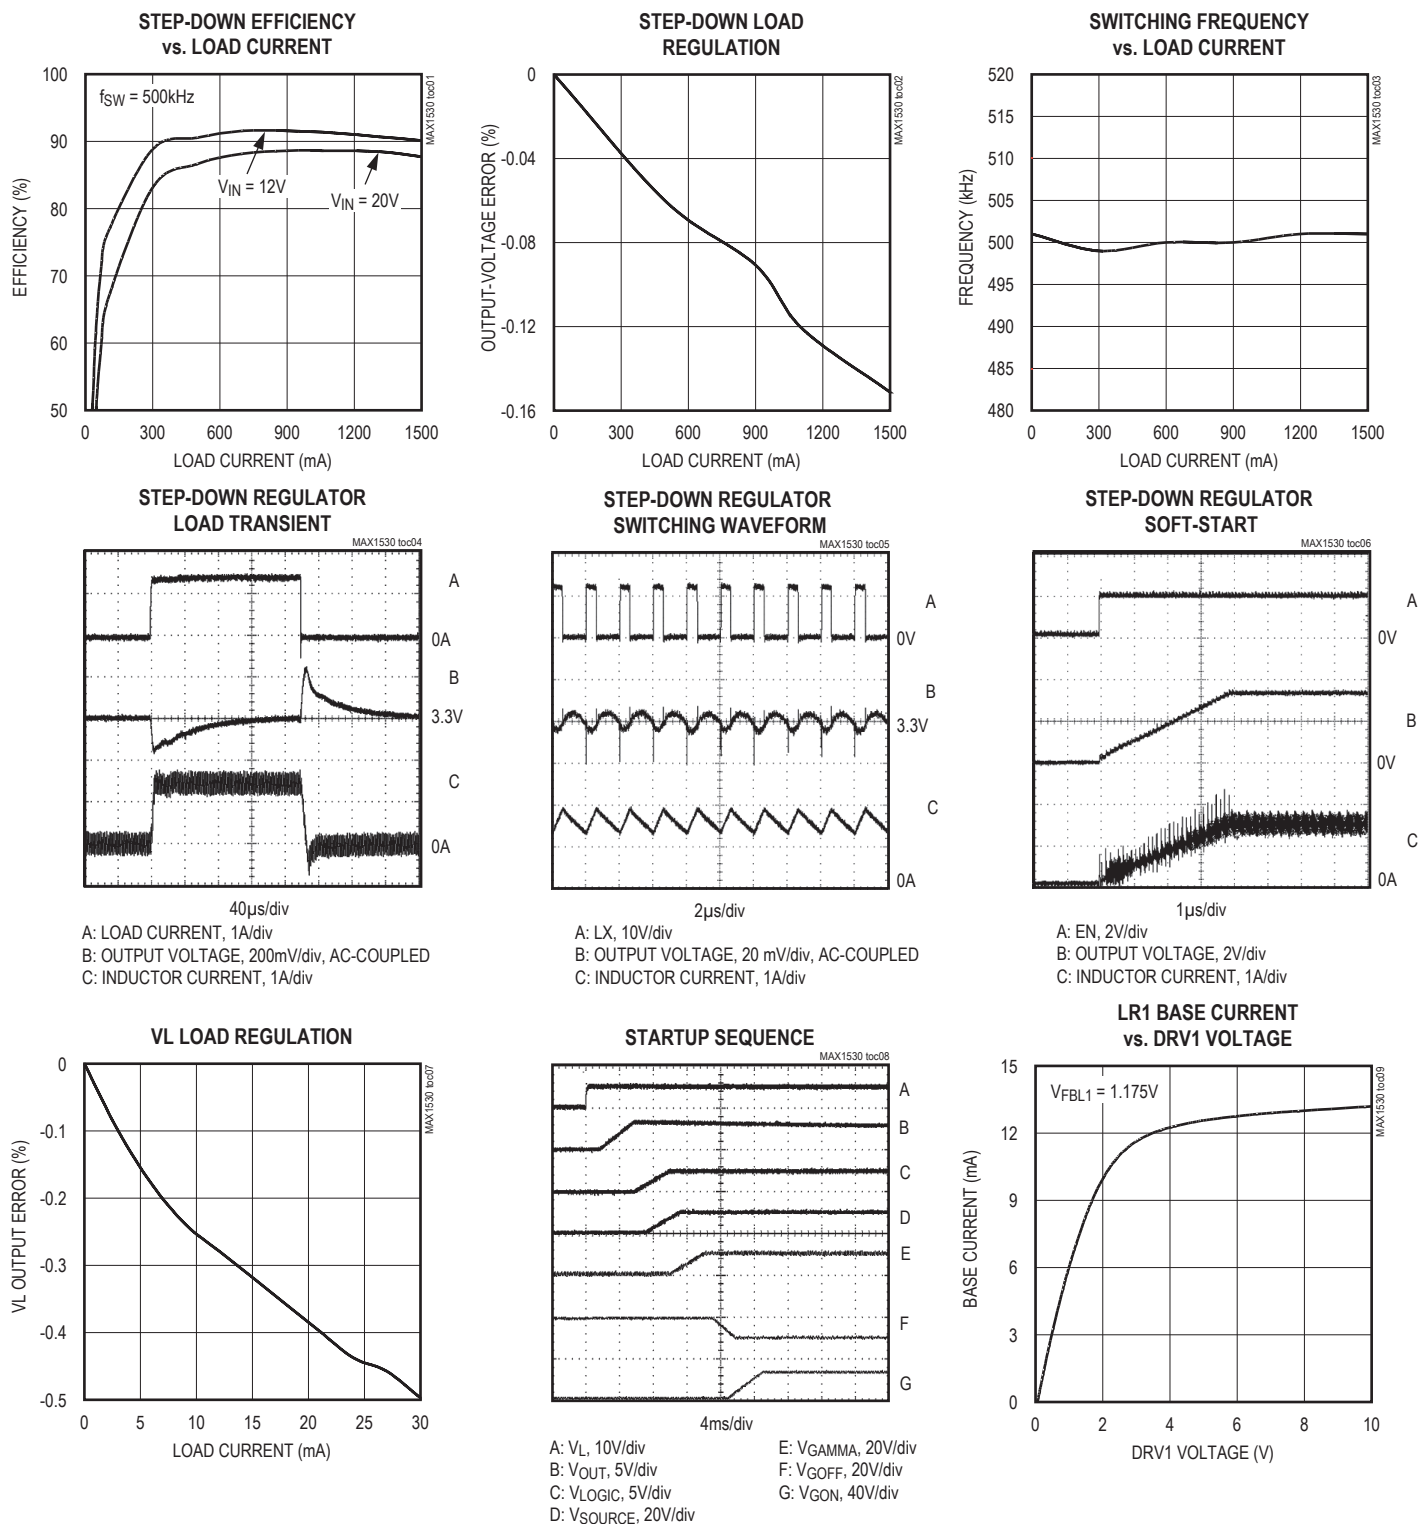 STEP-DOWN EFFICIENCY
vs. LOAD CURRENT
100
90
80
70
60
50
EFFICIENCY (%)
fSW = 500kHz
VIN = 12V
VIN = 20V
MAX1530 toc01
0 300 600 900 1200 1500
LOAD CURRENT (mA)
STEP-DOWN LOAD
REGULATION
0
-0.04
-0.08
-0.12
-0.16
OUTPUT-VOLTAGE ERROR (%)
MAX1530 toc02
0 300 600 900 1200 1500
LOAD CURRENT (mA)
SWITCHING FREQUENCY
vs. LOAD CURRENT
520
515
510
505
500
495
490
485
480
FREQUENCY (kHz)
MAX1530 toc03
0 300 600 900 1200 1500
LOAD CURRENT (mA)
STEP-DOWN REGULATOR
LOAD TRANSIENT
MAX1530 toc04
A
0A
B
3.3V
C
0A
40µs/div
A: LOAD CURRENT, 1A/div
B: OUTPUT VOLTAGE, 200mV/div, AC-COUPLED
C: INDUCTOR CURRENT, 1A/div
STEP-DOWN REGULATOR
SWITCHING WAVEFORM
MAX1530 toc05
A
0V
B
3.3V
C
0A
2µs/div
A: LX, 10V/div
B: OUTPUT VOLTAGE, 20 mV/div, AC-COUPLED
C: INDUCTOR CURRENT, 1A/div
STEP-DOWN REGULATOR
SOFT-START
MAX1530 toc06
A
0V
B
0V
C
0A
1µs/div
A: EN, 2V/div
B: OUTPUT VOLTAGE, 2V/div
C: INDUCTOR CURRENT, 1A/div
VL LOAD REGULATION
0
-0.1
-0.2
-0.3
-0.4
-0.5
VL OUTPUT ERROR (%)
MAX1530 toc07
0 5 10 15 20 25 30
LOAD CURRENT (mA)
STARTUP SEQUENCE
MAX1530 toc08
A
B
C
D
E
F
G
4ms/div
A: VL, 10V/div
B: VOUT, 5V/div
C: VLOGIC, 5V/div
D: VSOURCE, 20V/div
E: VGAMMA, 20V/div
F: VGOFF, 20V/div
G: VGON, 40V/div
LR1 BASE CURRENT
vs. DRV1 VOLTAGE
15
12
9
6
3
0
BASE CURRENT (mA)
VFBL1 = 1.175V
MAX1530 toc09
0 2 4 6 8 10
DRV1 VOLTAGE (V)